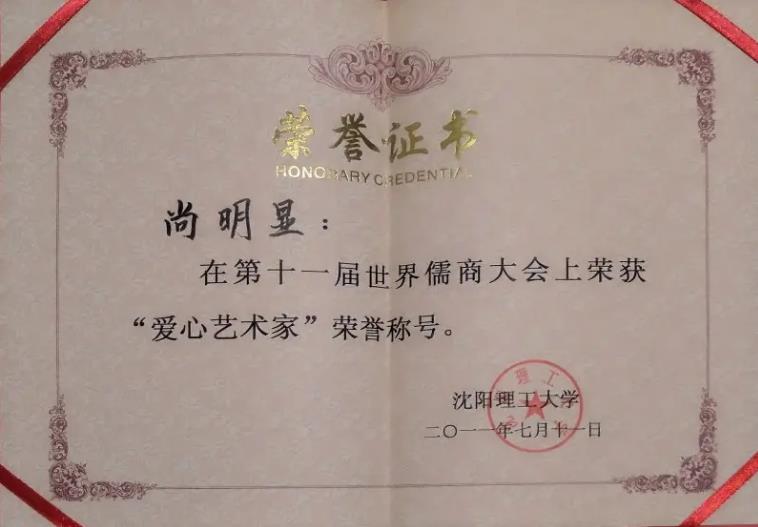 荣誉证书
HONORARY CREDENTIAL
尚明显：
在第十一届世界儒商大会上荣获
“爱心艺术家”荣誉称号。
沈阳理工大学
二〇一一年七月十一日